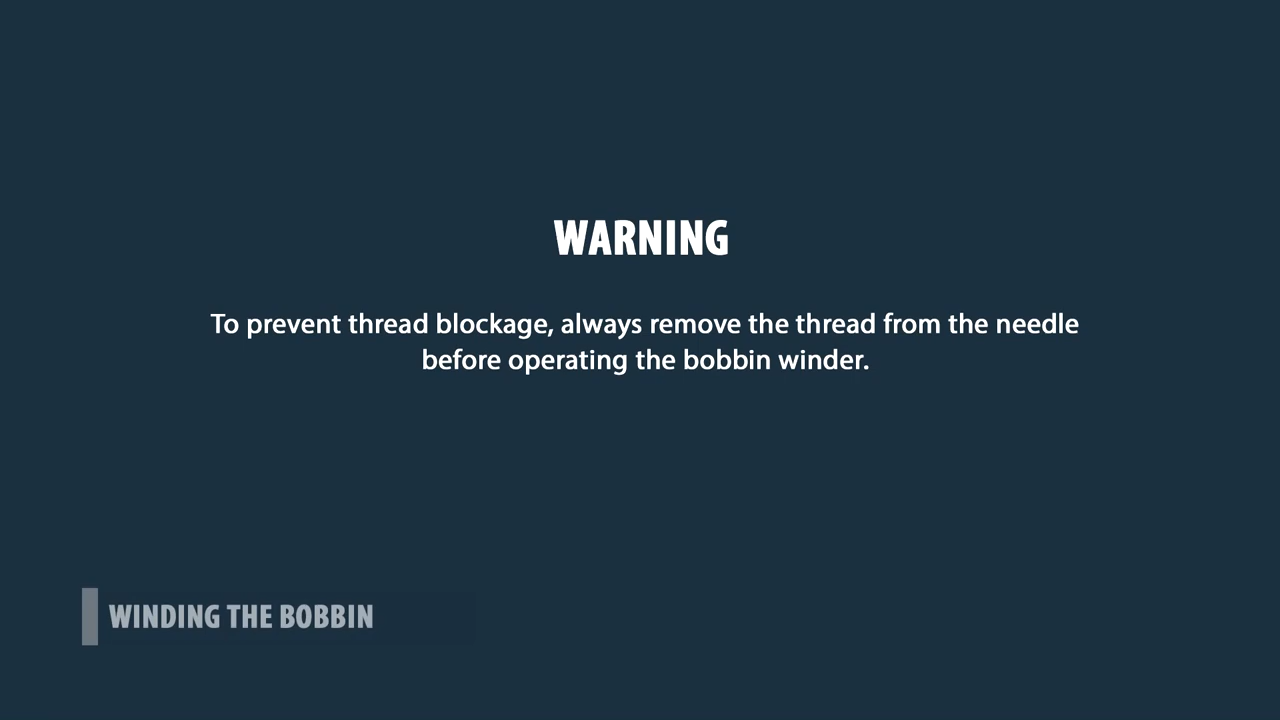 WARNING
To prevent thread blockage, always remove the thread from the needle
before operating the bobbin winder.
WINDING THE BOBBIN